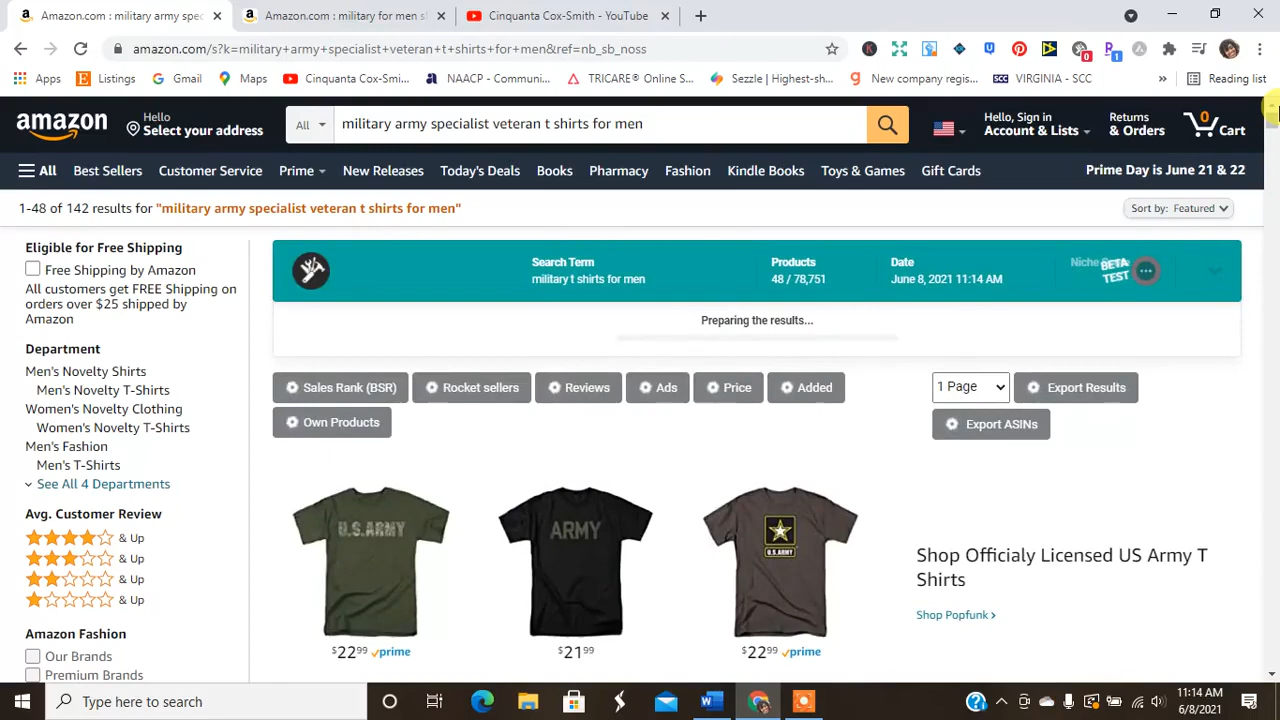 Amazon.com : military army spec
Amazon.com : military for men s
Cinquanta Cox-Smith - YouTube
amazon.com/s?k=military+army+specialist+veteran+t+shirts+for+men&ref=nb_sb_noss
Apps
Listings
Gmail
Maps
Cinquanta Cox-Smi...
NAACP - Communi...
TRICARE® Online S...
Sezzle | Highest-sh...
New company regis...
SCC
VIRGINIA - SCC
»
Reading list
amazon
Hello
Select your address
All
military army specialist veteran t shirts for men
Hello, Sign in
Account & Lists
Returns
& Orders
0
Cart
All
Best Sellers
Customer Service
Prime
New Releases
Today's Deals
Books
Pharmacy
Fashion
Kindle Books
Toys & Games
Gift Cards
Prime Day is June 21 & 22
1-48 of 142 results for "military army specialist veteran t shirts for men"
Sort by: Featured
Eligible for Free Shipping
Free Shipping by Amazon
All customers get FREE Shipping on
orders over $25 shipped by
Amazon
Department
Men's Novelty Shirts
Men's Novelty T-Shirts
Women's Novelty Clothing
Women's Novelty T-Shirts
Men's Fashion
Men's T-Shirts
See All 4 Departments
Avg. Customer Review
& Up
& Up
& Up
& Up
Amazon Fashion
Our Brands
Premium Brands
Search Term
military t shirts for men
Products
48 / 78,751
Date
June 8, 2021 11:14 AM
Niche
BETA
TEST
Preparing the results...
Sales Rank (BSR)
Rocket sellers
Reviews
Ads
Price
Added
Own Products
1 Page
Export Results
Export ASINs
U.S.ARMY
ARMY
U.S.ARMY
$22⁹⁹ prime
$21⁹⁹
$22⁹⁹ prime
Shop Officialy Licensed US Army T
Shirts
Shop Popfunk ›
Type here to search
11:14 AM
6/8/2021